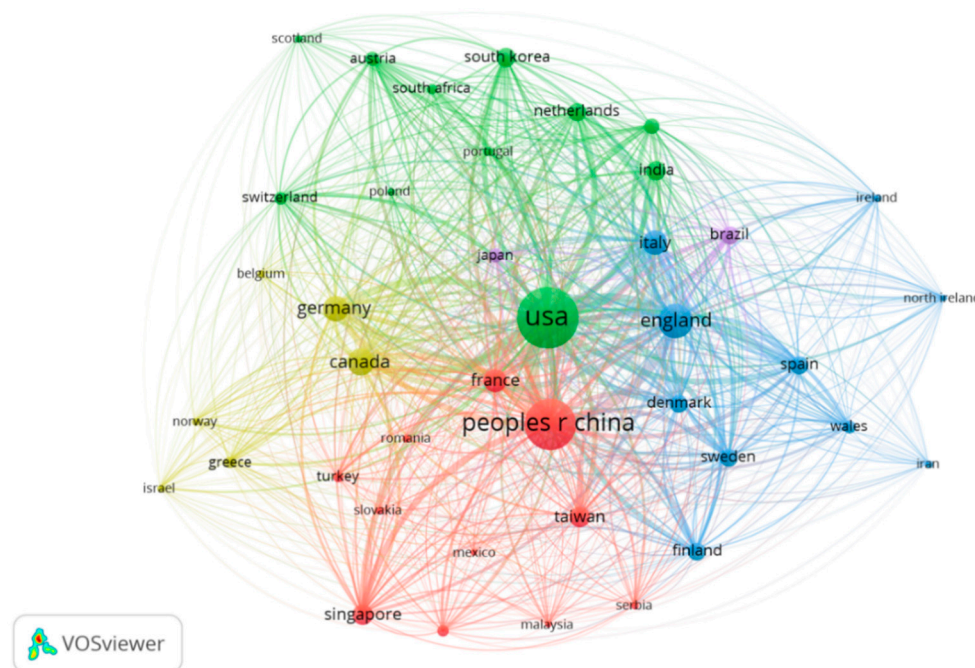 scotland
austria
south korea
south africa
netherlands
portugal
india
switzerland
poland
ireland
italy
brazil
japan
belgium
north ireland
germany
usa
england
canada
spain
france
denmark
peoples r china
norway
wales
romania
greece
sweden
iran
turkey
israel
slovakia
taiwan
mexico
finland
singapore
serbia
malaysia
VOSviewer